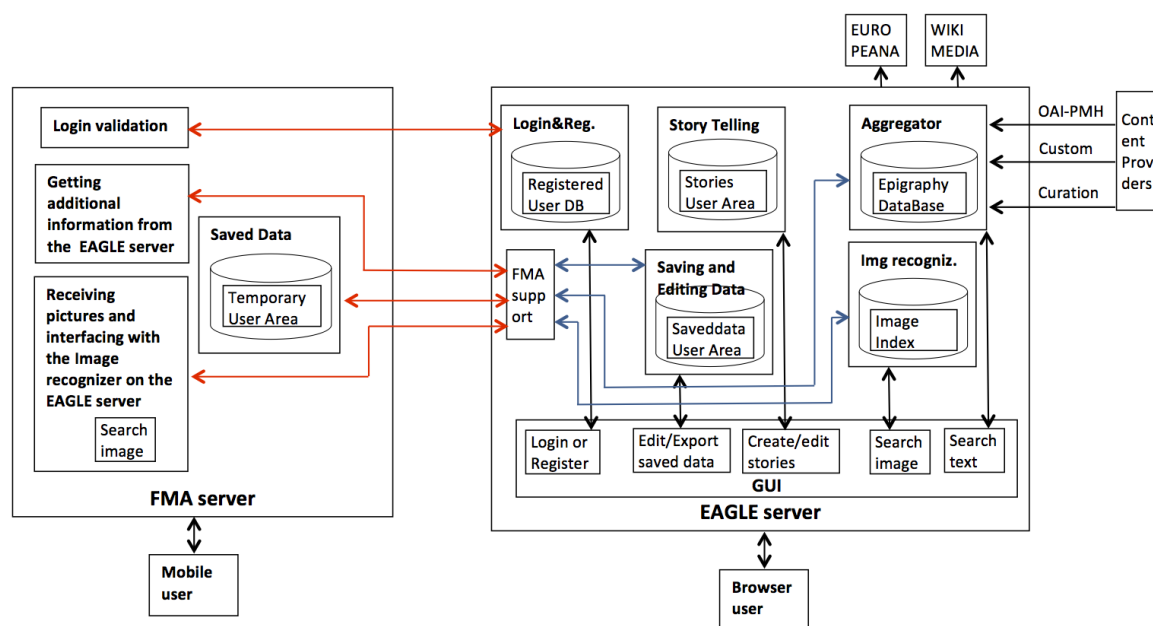 EURO
PEANA
WIKI
MEDIA
Login validation
Getting
additional
information from
the EAGLE server
Receiving
pictures and
interfacing with
the Image
recognizer on the
EAGLE server
Search
image
Saved Data
Temporary
User Area
FMA server
Mobile
user
Login&Reg.
Registered
User DB
Story Telling
Stories
User Area
Aggregator
Epigraphy
DataBase
OAI-PMH
Custom
Curation
Cont
ent
Provi
ders
FMA
supp
ort
Saving and
Editing Data
Saveddata
User Area
Img recogniz.
Image
Index
Login or
Register
Edit/Export
saved data
Create/edit
stories
Search
image
Search
text
GUI
EAGLE server
Browser
user